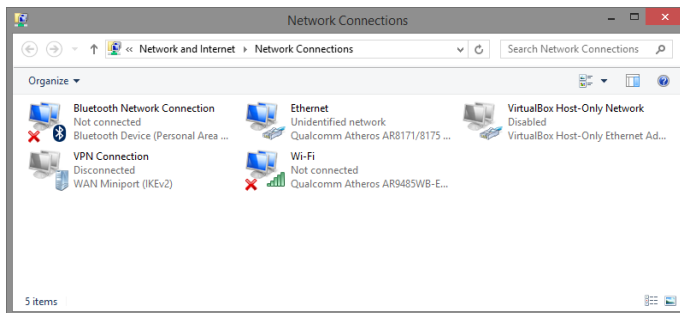 Network Connections
« Network and Internet Network Connections
Search Network Connections
Organize
Bluetooth Network Connection
Not connected
Bluetooth Device (Personal Area ...
Ethernet
Unidentified network
Qualcomm Atheros AR8171/8175 ...
VirtualBox Host-Only Network
Disabled
VirtualBox Host-Only Ethernet Ad...
VPN Connection
Disconnected
WAN Miniport (IKEv2)
Wi-Fi
Not connected
Qualcomm Atheros AR9485WB-E...
5 items